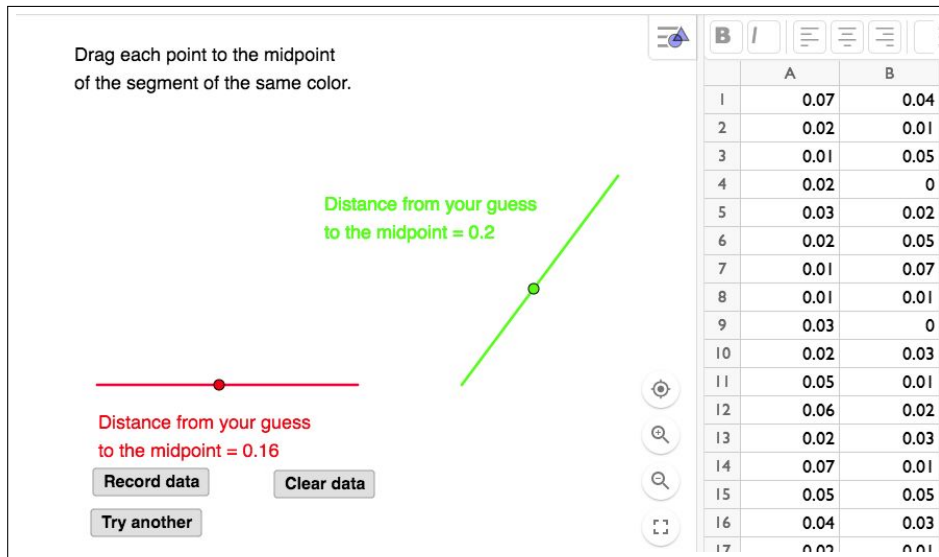 Drag each point to the midpoint
of the segment of the same color.
Distance from your guess
to the midpoint = 0.2
Distance from your guess
to the midpoint = 0.16
Record data
Clear data
Try another
B I
A B
1 0.07 0.04
2 0.02 0.01
3 0.01 0.05
4 0.02 0
5 0.03 0.02
6 0.02 0.05
7 0.01 0.07
8 0.01 0.01
9 0.03 0
10 0.02 0.03
11 0.05 0.01
12 0.06 0.02
13 0.02 0.03
14 0.07 0.01
15 0.05 0.05
16 0.04 0.03
17